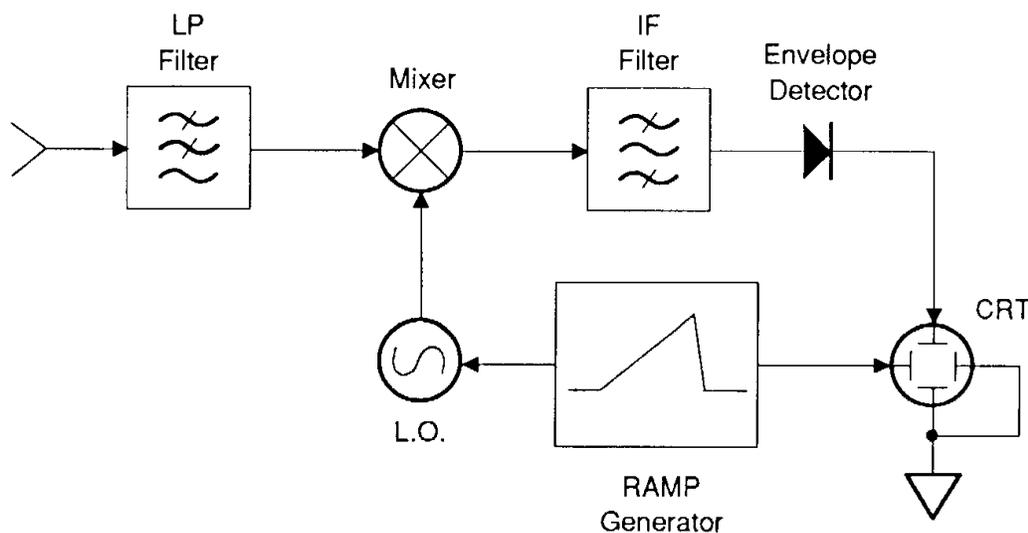 LP
Filter
Mixer
IF
Filter
Envelope
Detector
L.O.
RAMP
Generator
CRT